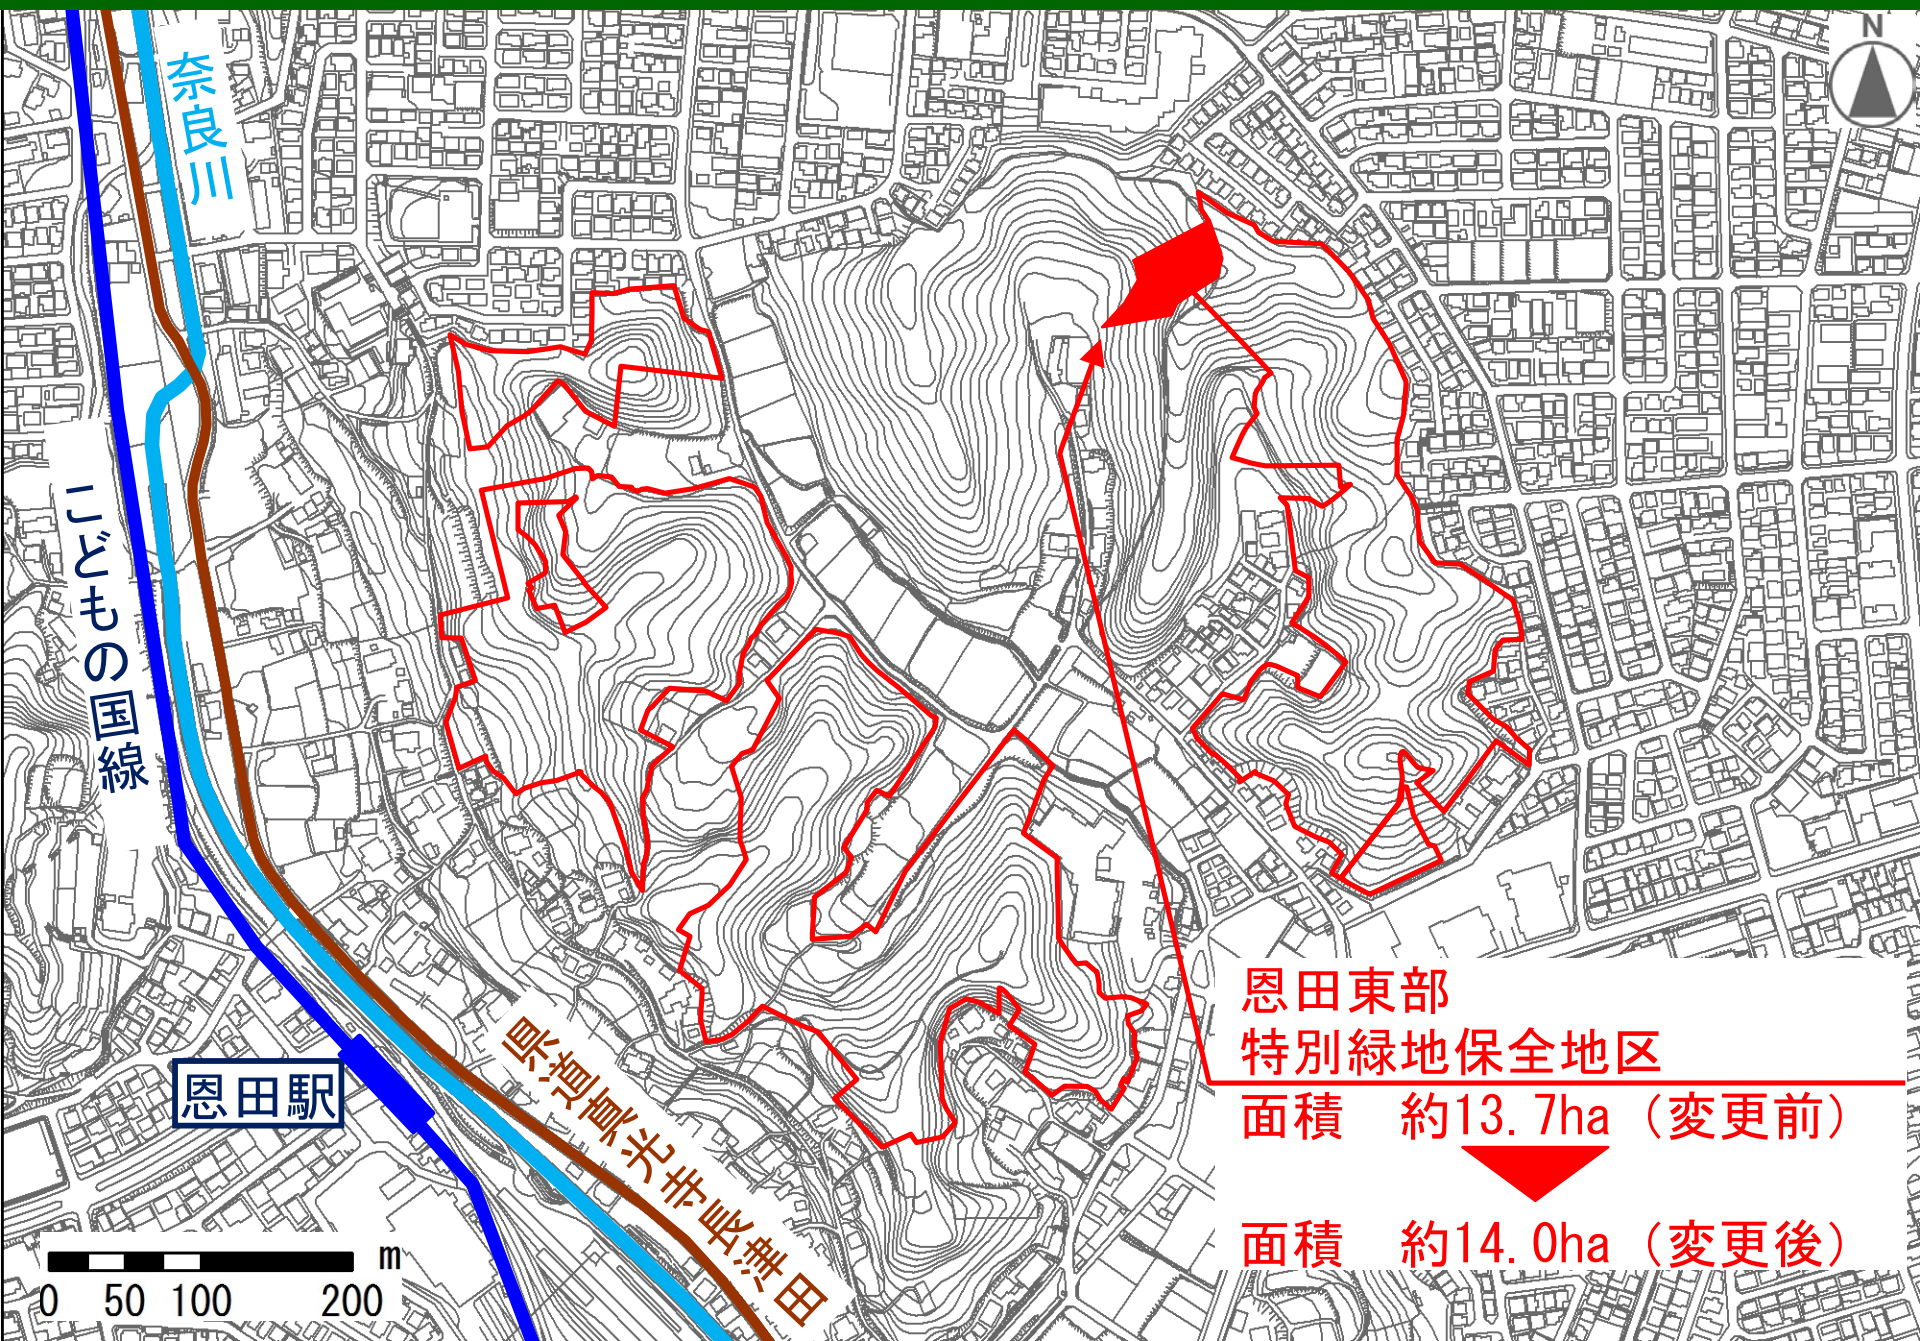 N
奈良川
こどもの国線
恩田駅
県道真光寺長津田
恩田東部
特別緑地保全地区
面積 約13.7ha（変更前）
面積 約14.0ha（変更後）
m
0 50 100 200